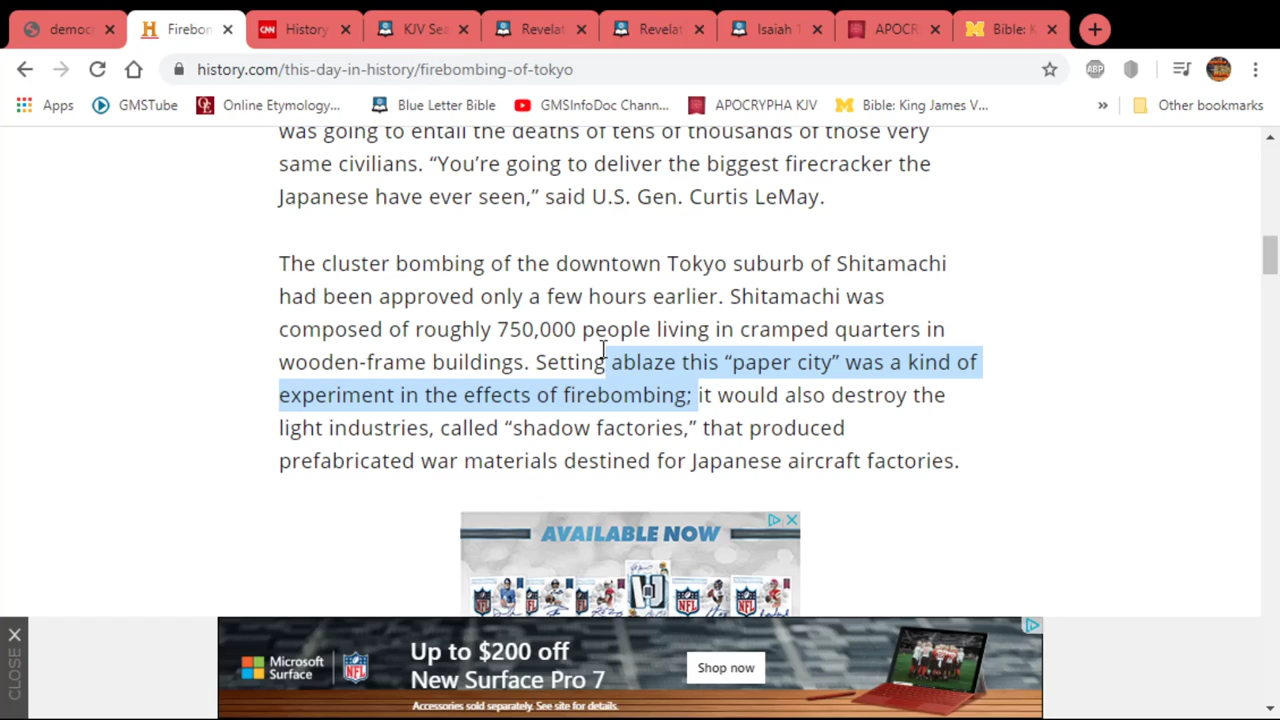 democ
Firebor
CNN
History
KJV Sea
Revelat
Revelat
Isaiah 1
APOCR
Bible: K
history.com/this-day-in-history/firebombing-of-tokyo
ABP
Apps
GMSTube
Online Etymology...
Blue Letter Bible
GMSInfoDoc Chann...
APOCRYPHA KJV
Bible: King James V...
»
Other bookmarks
was going to entail the deaths of tens of thousands of those very
same civilians. “You’re going to deliver the biggest firecracker the
Japanese have ever seen,” said U.S. Gen. Curtis LeMay.
The cluster bombing of the downtown Tokyo suburb of Shitamachi
had been approved only a few hours earlier. Shitamachi was
composed of roughly 750,000 people living in cramped quarters in
wooden-frame buildings. Setting ablaze this “paper city” was a kind of
experiment in the effects of firebombing; it would also destroy the
light industries, called “shadow factories,” that produced
prefabricated war materials destined for Japanese aircraft factories.
AVAILABLE NOW
NFL
NFL
CLOSE
Microsoft
Surface
NFL
Up to $200 off
New Surface Pro 7
Accessories sold separately. See site for details.
Shop now